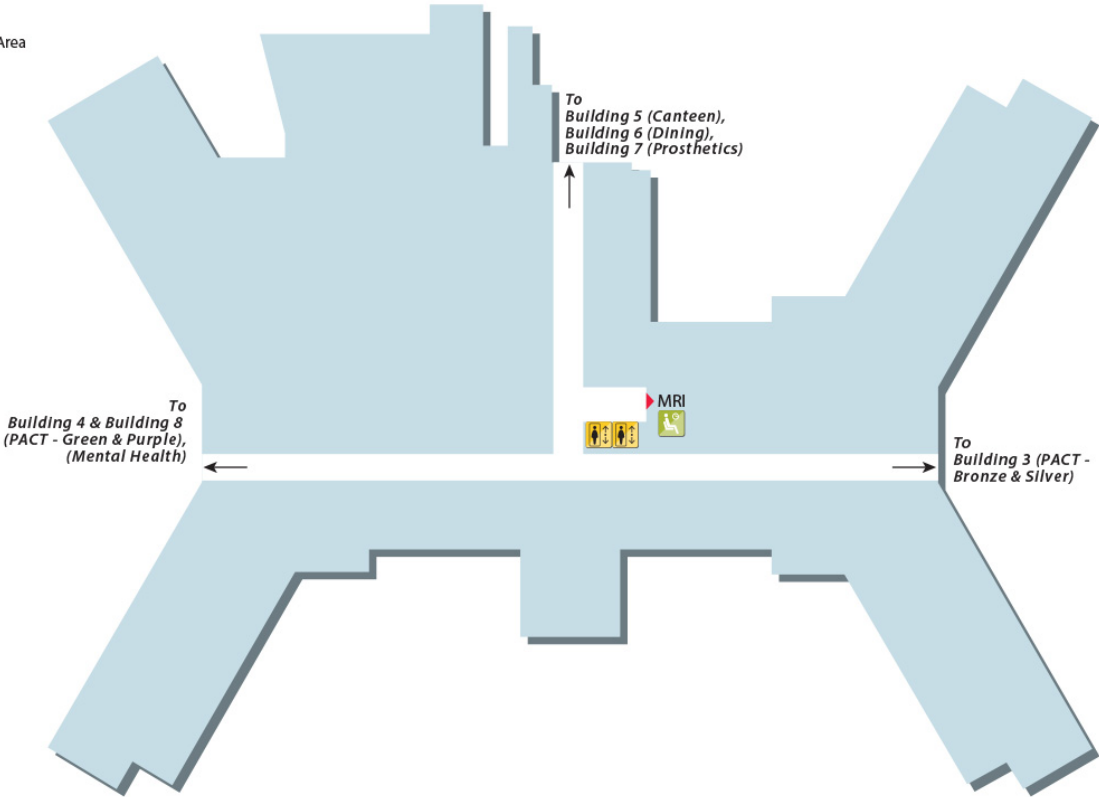 Area
To
Building 5 (Canteen),
Building 6 (Dining),
Building 7 (Prosthetics)
MRI
To
Building 4 & Building 8
(PACT - Green & Purple),
(Mental Health)
To
Building 3 (PACT -
Bronze & Silver)